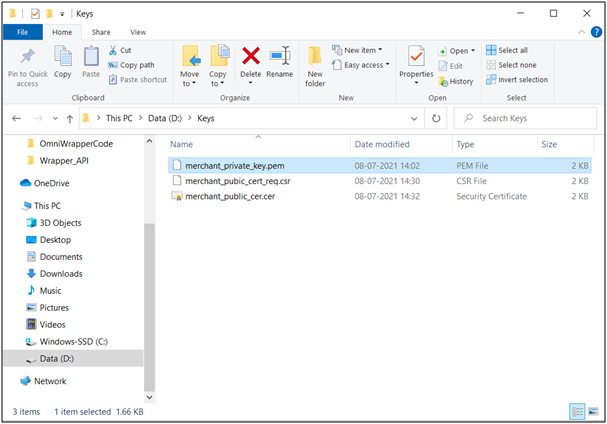 Keys
File Home Share View
Pin to Quick access
Copy
Paste
Cut
Copy path
Paste shortcut
Clipboard
Move to
Copy to
Delete
Rename
Organize
New folder
New item
Easy access
New
Properties
Open
Edit
History
Open
Select all
Select none
Invert selection
Select
This PC Data (D:) Keys
Search Keys
OmniWrapperCode
Wrapper_API
OneDrive
This PC
3D Objects
Desktop
Documents
Downloads
Music
Pictures
Videos
Windows-SSD (C:)
Data (D:)
Network
Name Date modified Type Size
merchant_private_key.pem 08-07-2021 14:02 PEM File 2 KB
merchant_pubic_cert_req.csr 08-07-2021 14:30 CSR File 2 KB
merchant_public_cer.cer 08-07-2021 14:32 Security Certificate 2 KB
3 items 1 item selected 1.66 KB